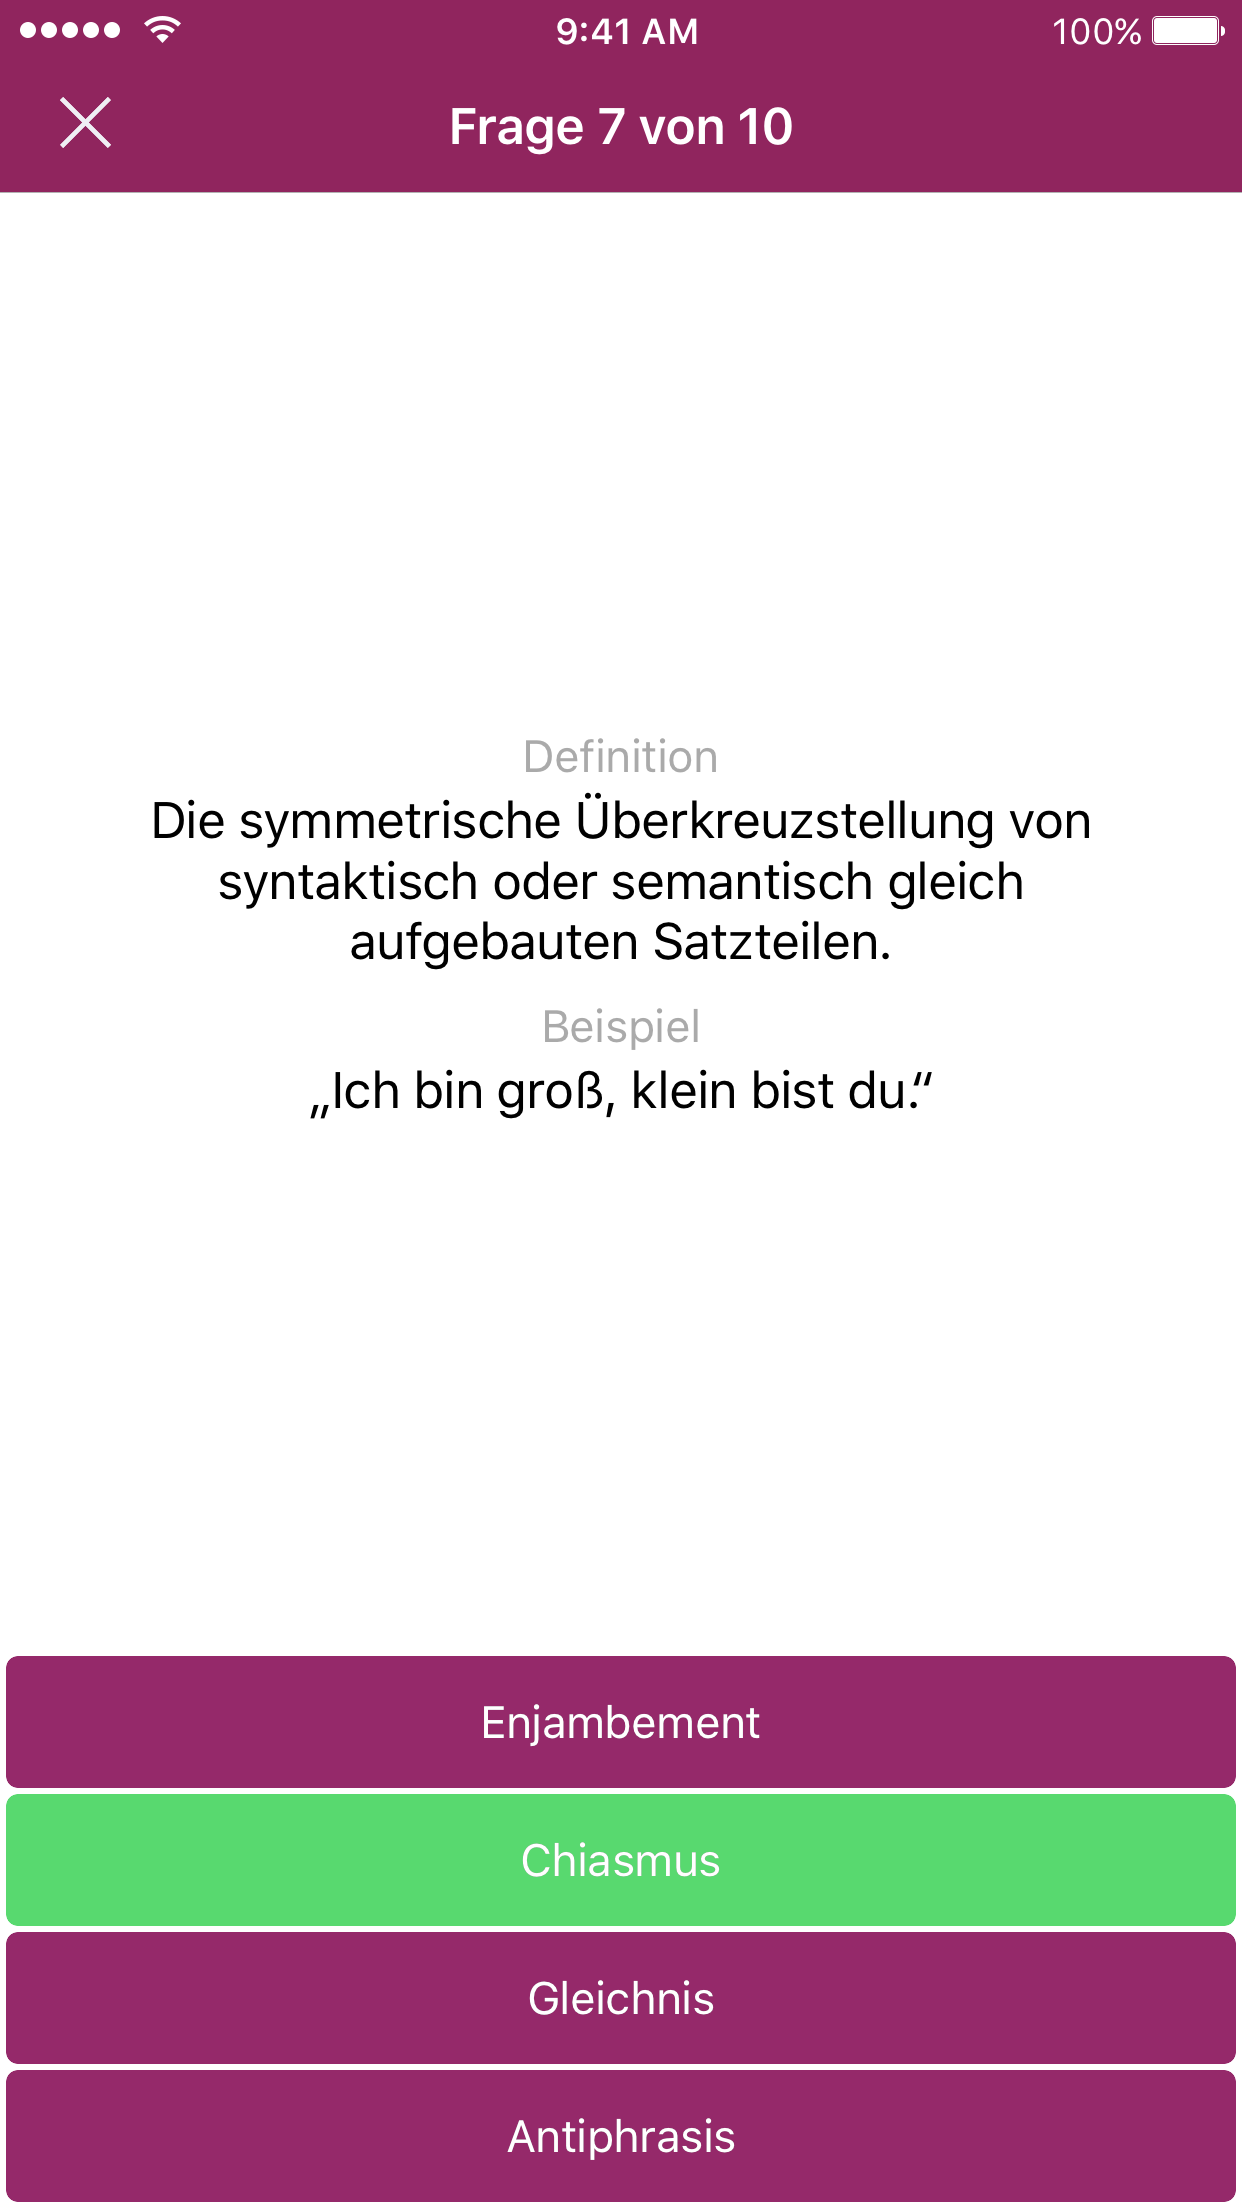 9:41 AM
100%
Frage 7 von 10
Definition
Die symmetrische Überkreuzstellung von
syntaktisch oder semantisch gleich
aufgebauten Satzteilen.
Beispiel
„Ich bin groß, klein bist du.“
Enjambement
Chiasmus
Gleichnis
Antiphrasis